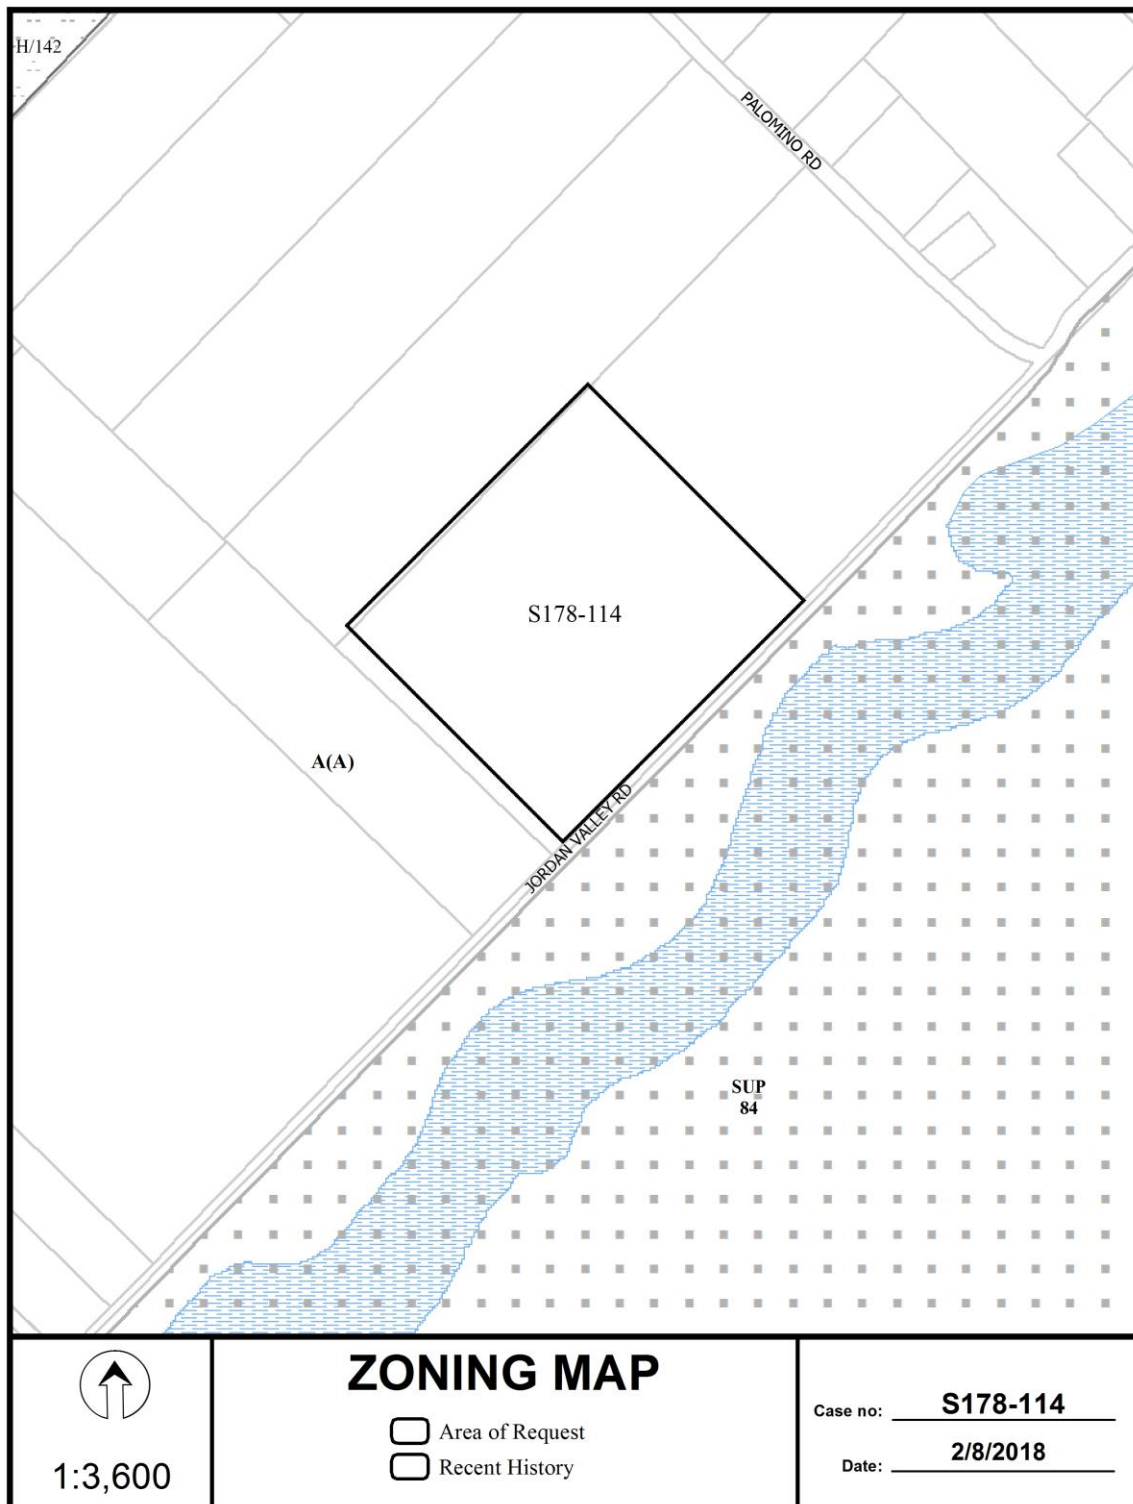 H/142
PALOMINO RD
S178-114
A(A)
JORDAN VALLEY RD
SUP
84
ZONING MAP
Area of Request
Recent History
1:3,600
Case no: S178-114
Date: 2/8/2018